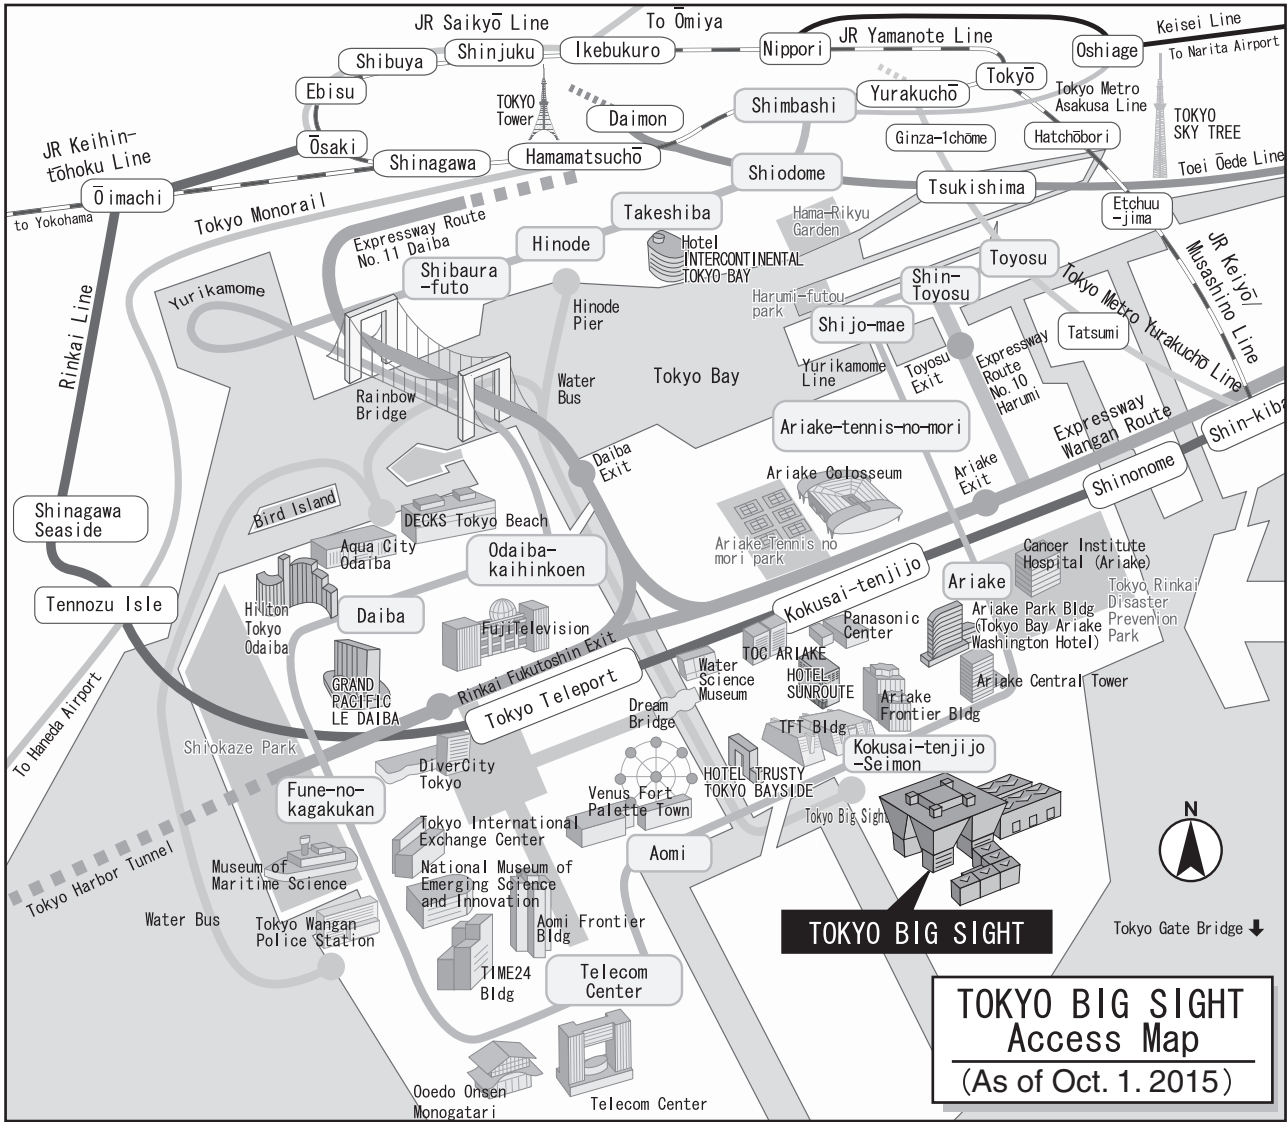 JR Saikyō Line
To Ōmiya
Nippori
JR Yamanote Line
Oshiage
Keisei Line
To Narita Airport
Shibuya
Shinjuku
Ikebukuro
Ebisu
TOKYO
Tower
Daimon
Shimbashi
Yurakuchō
Tokyō
Tokyo Metro
Asakusa Line
TOKYO
SKY TREE
JR Keihin-
tōhoku Line
Ōsaki
Shinagawa
Hamamatsuchō
Ginza-1chōme
Hatchōbori
Toei Ōede Line
Ōimachi
to Yokohama
Tokyo Monorail
Shiodome
Tsukishima
Etchuu
-jima
Expressway Route
No. 11 Daiba
Takeshiba
Hinode
Shibaura
-futo
Hotel
INTERCONTINENTAL
TOKYO BAY
Hama-Rikyu
Garden
Toyosu
Shin-
Toyosu
JR Keiyō/
Musashino Line
Rinkai Line
Yurikamome
Hinode
Pier
Harumi-futou
park
Shijo-mae
Tokyo Metro Yurakuchō Line
Tatsumi
Rainbow
Bridge
Water
Bus
Tokyo Bay
Yurikamome
Line
Toyosu
Exit
Expressway
Route
No. 10
Harumi
Ariake-tennis-no-mori
Expressway
Wangan Route
Shin-kiba
Daiba
Exit
Ariake Colosseum
Ariake
Exit
Shinonome
Shinagawa
Seaside
Bird Island
DECKS Tokyo Beach
Aqua City
Odaiba
Odaiba-
kaihinkoen
Ariake Tennis no
mori park
Kokusai-tenjijo
Ariake
Cancer Institute
Hospital (Ariake)
Tokyo Rinkai
Disaster
Prevenion
Park
Tennozu Isle
Hilton
Tokyo
Odaiba
Daiba
FujiTelevision
Rinkai Fukutoshin Exit
TOC ARIAKE
Panasonic
Center
Ariake Park Bldg
(Tokyo Bay Ariake
Washington Hotel)
GRAND
PACIFIC
LE DAIBA
Tokyo Teleport
Water
Science
Museum
HOTEL
SUNROUTE
Ariake
Frontier Bldg
Ariake Central Tower
To Haneda Airport
Shiokaze Park
Dream
Bridge
TFT Bldg
Kokusai-tenjijo
-Seimon
DiverCity
Tokyo
Fune-no-
kagakukan
HOTEL TRUSTY
TOKYO BAYSIDE
Venus Fort
Palette Town
Tokyo Big Sight
N
Tokyo International
Exchange Center
Aomi
Tokyo Harbor Tunnel
Museum of
Maritime Science
National Museum of
Emerging Science
and Innovation
Water Bus
Tokyo Wangan
Police Station
Aomi Frontier
Bldg
TOKYO BIG SIGHT
Tokyo Gate Bridge ⬇
TIME24
Bldg
Telecom
Center
TOKYO BIG SIGHT
Access Map
(As of Oct. 1. 2015)
Ooedo Onsen
Monogatari
Telecom Center